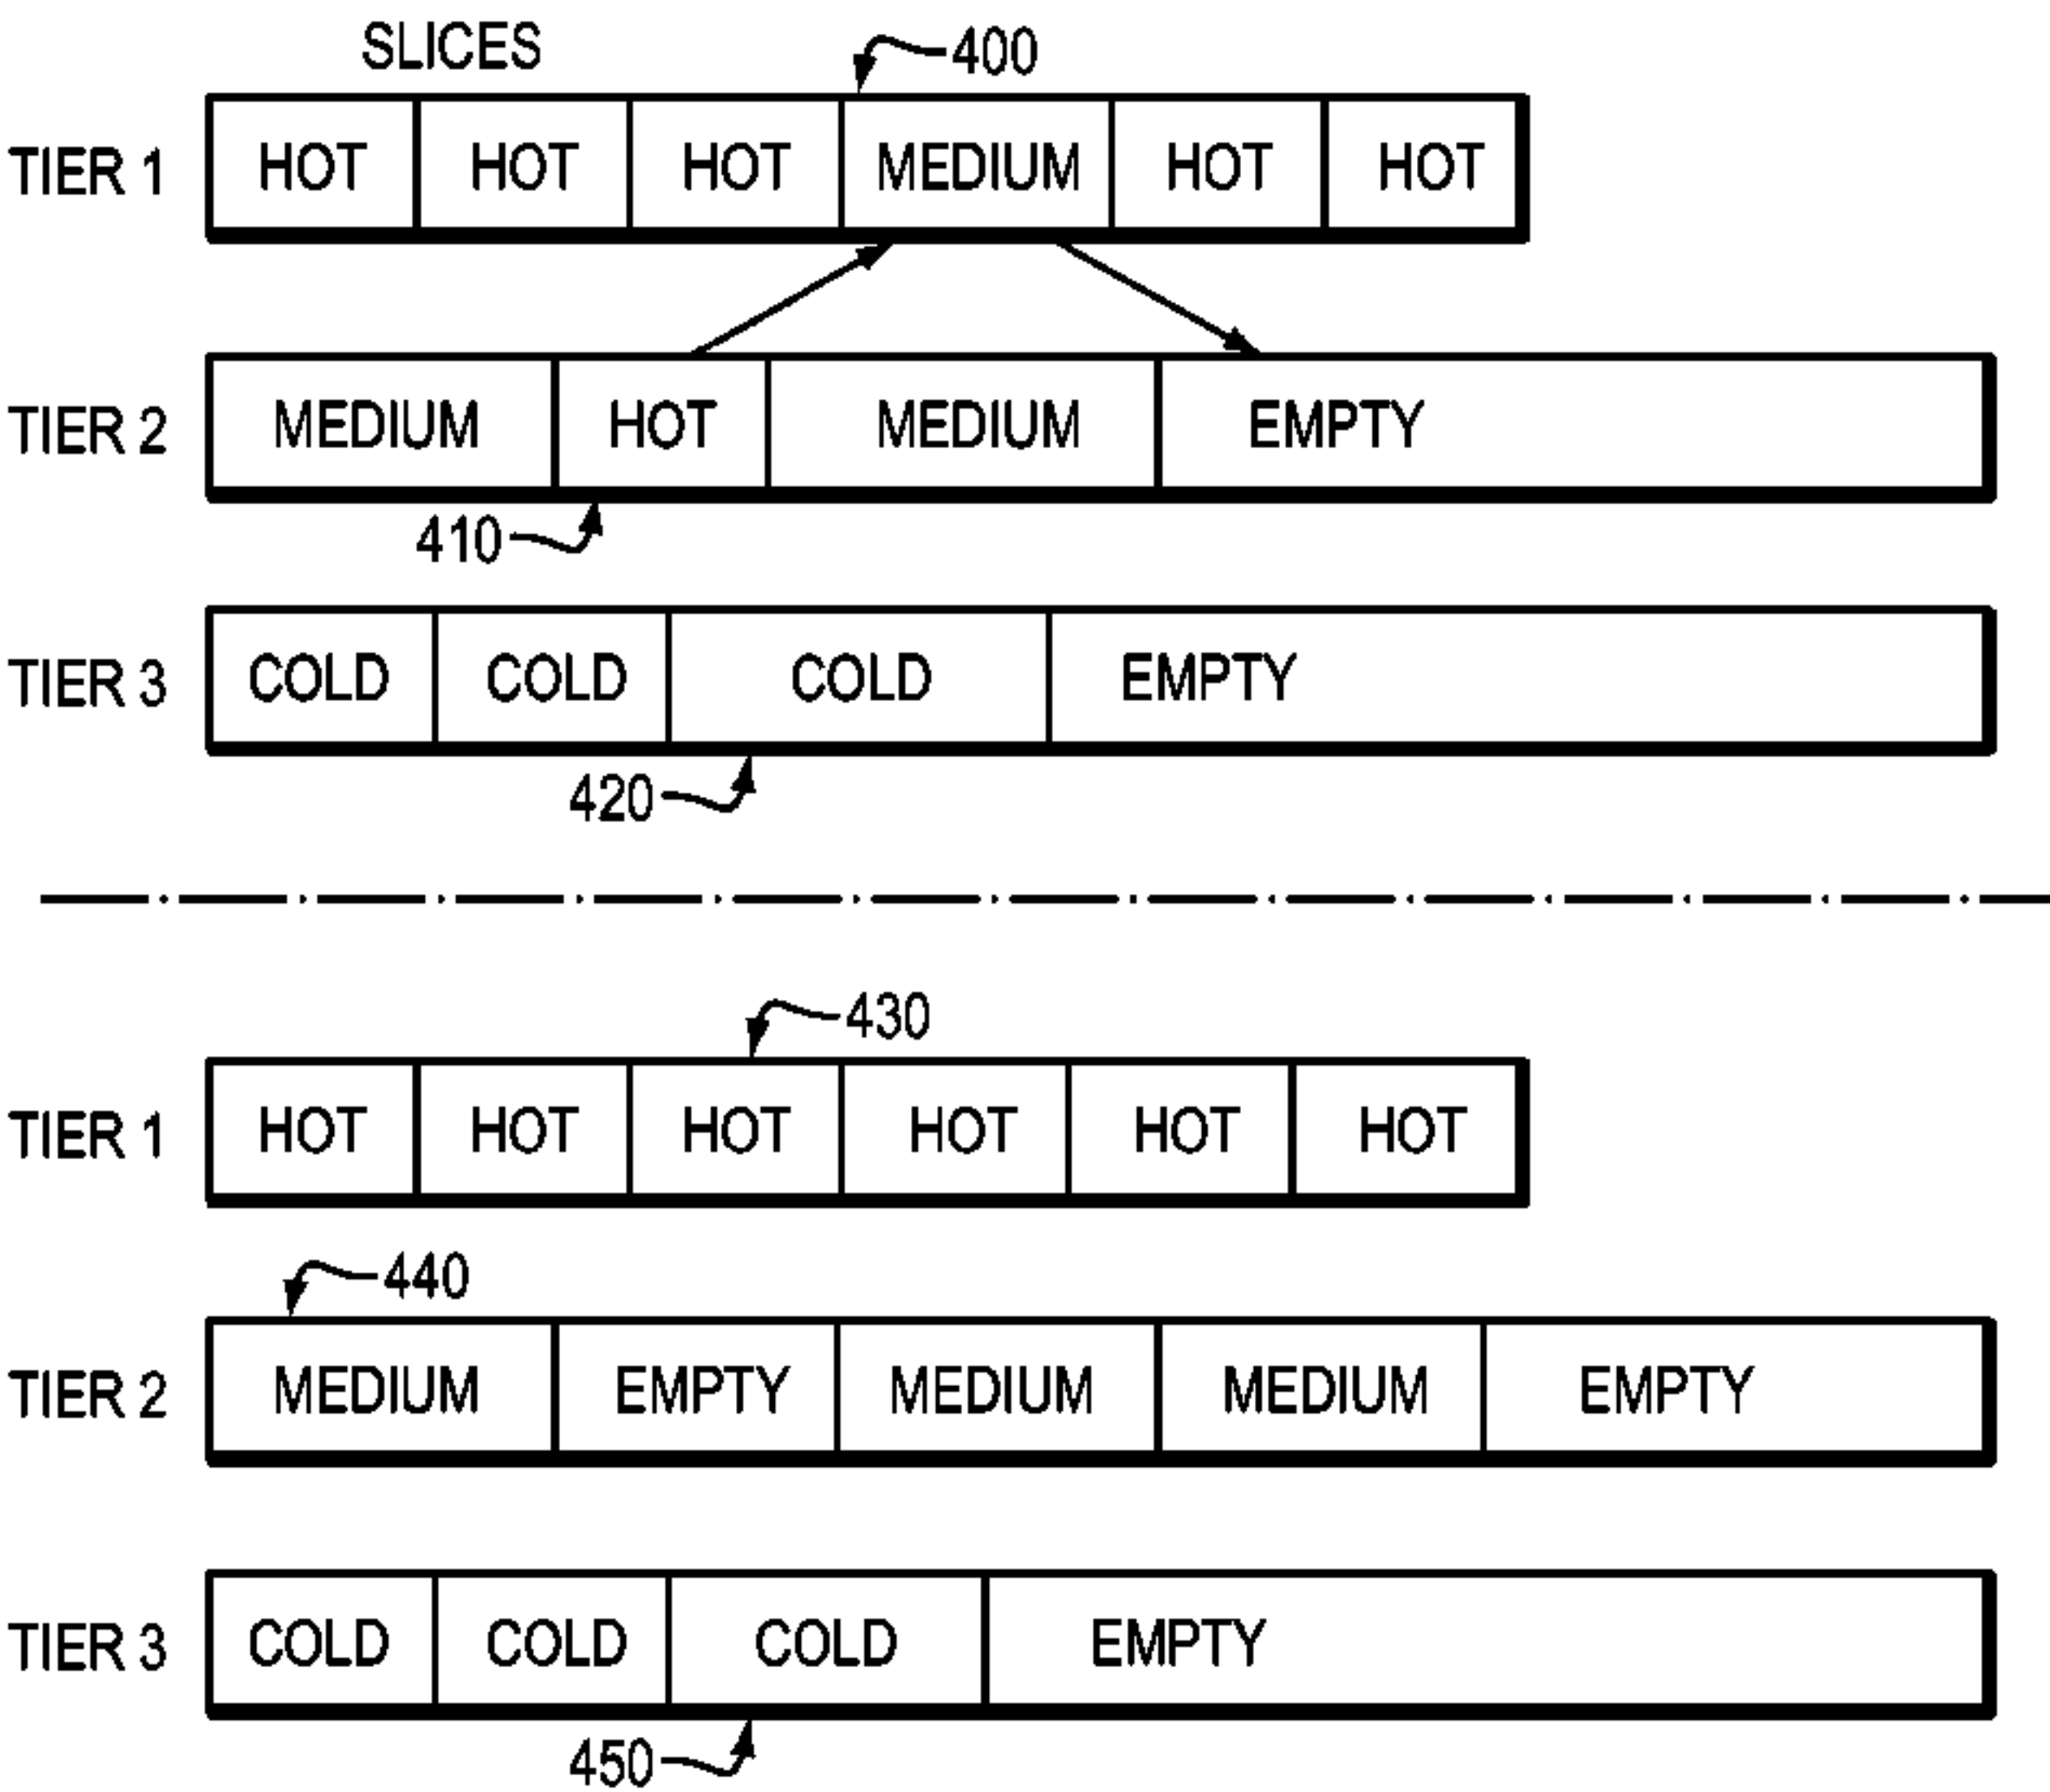 SLICES
400
TIER 1 HOT HOT HOT MEDIUM HOT HOT
TIER 2 MEDIUM HOT MEDIUM EMPTY
410
TIER 3 COLD COLD COLD EMPTY
420
430
TIER 1 HOT HOT HOT HOT HOT HOT
440
TIER 2 MEDIUM EMPTY MEDIUM MEDIUM EMPTY
TIER 3 COLD COLD COLD EMPTY
450